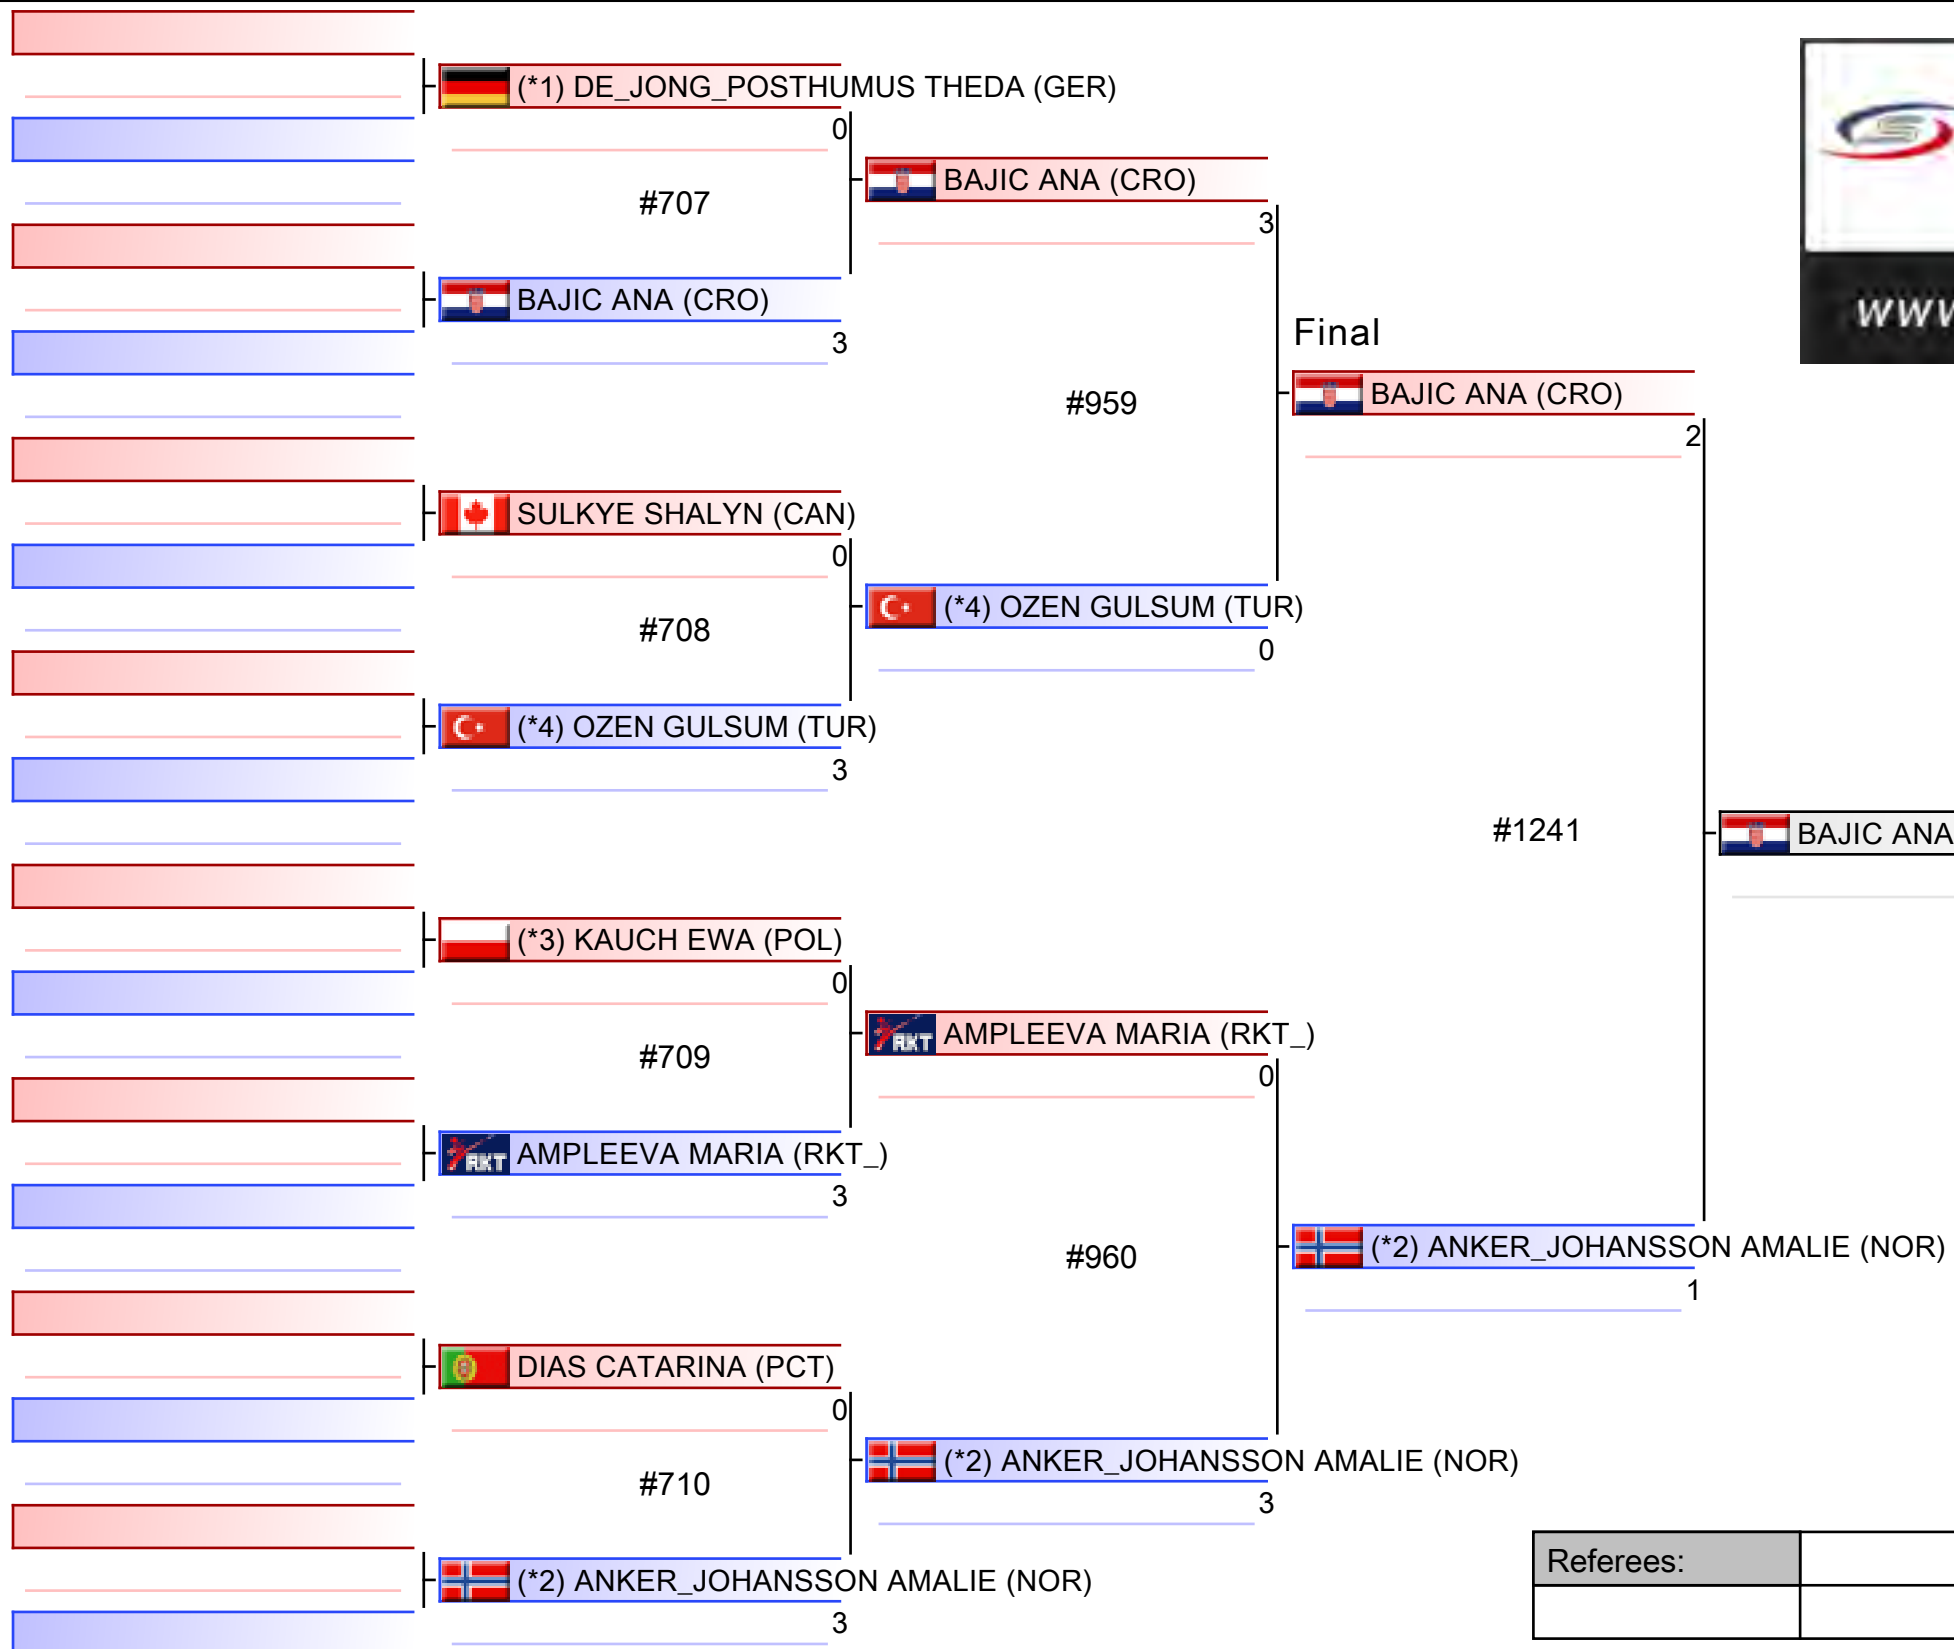 (*1) DE_JONG_POSTHUMUS THEDA (GER)
0
#707
BAJIC ANA (CRO)
3
SULKYE SHALYN (CAN)
0
#708
(*4) OZEN GULSUM (TUR)
3
(*3) KAUCH EWA (POL)
0
#709
RKT AMPLEEVA MARIA (RKT_)
3
DIAS CATARINA (PCT)
0
#710
(*2) ANKER_JOHANSSON AMALIE (NOR)
3
BAJIC ANA (CRO)
3
#959
(*4) OZEN GULSUM (TUR)
0
RKT AMPLEEVA MARIA (RKT_)
0
#960
(*2) ANKER_JOHANSSON AMALIE (NOR)
3
Final
BAJIC ANA (CRO)
2
#1241
(*2) ANKER_JOHANSSON AMALIE (NOR)
1
BAJIC ANA
www
Referees: